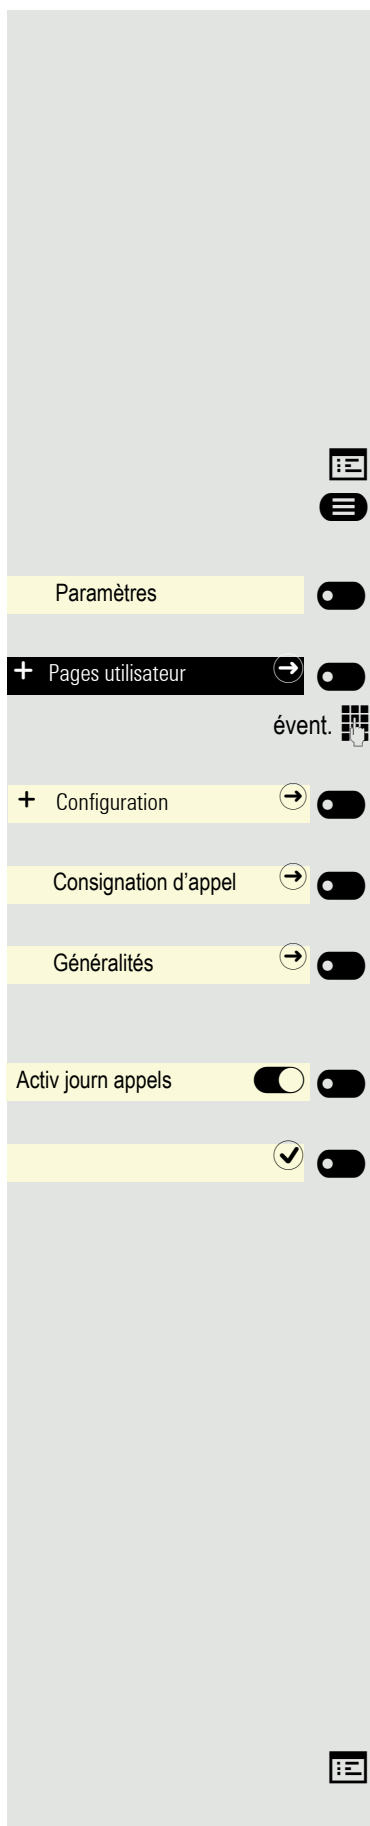 Paramètres
+ Pages utilisateur
évent.
+ Configuration
Consignation d’appel
Généralités
Activ journ appels